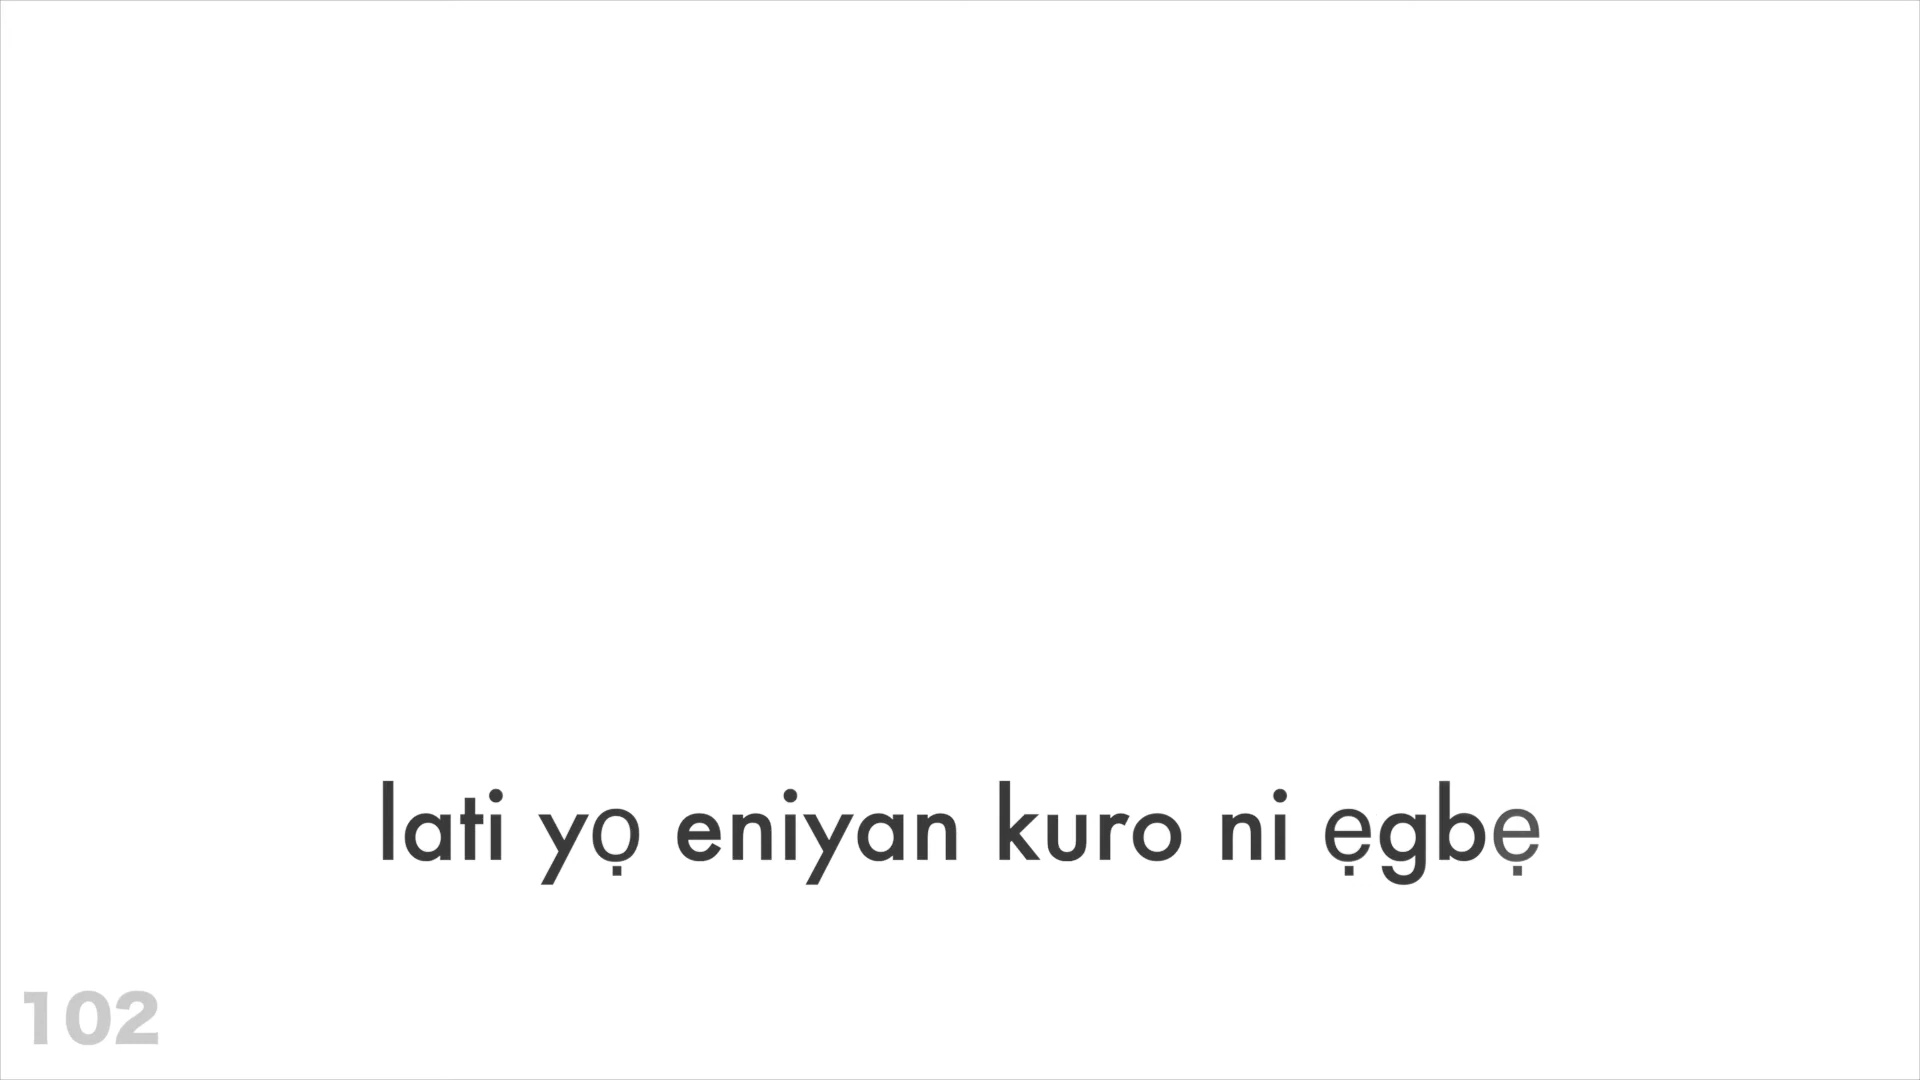 lati yọ eniyan kuro ni ẹgbẹ
102